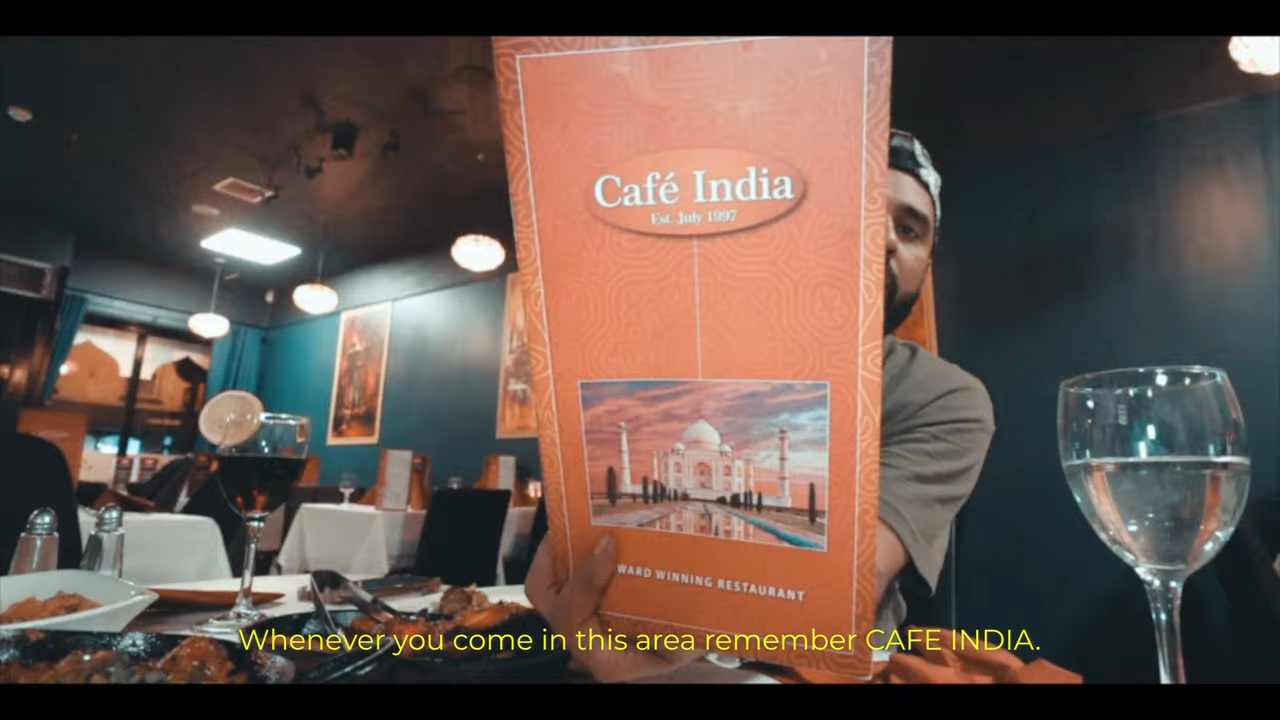 Café India
Est. July 1997
WARD WINNING RESTAURANT
Whenever you come in this area remember CAFE INDIA.